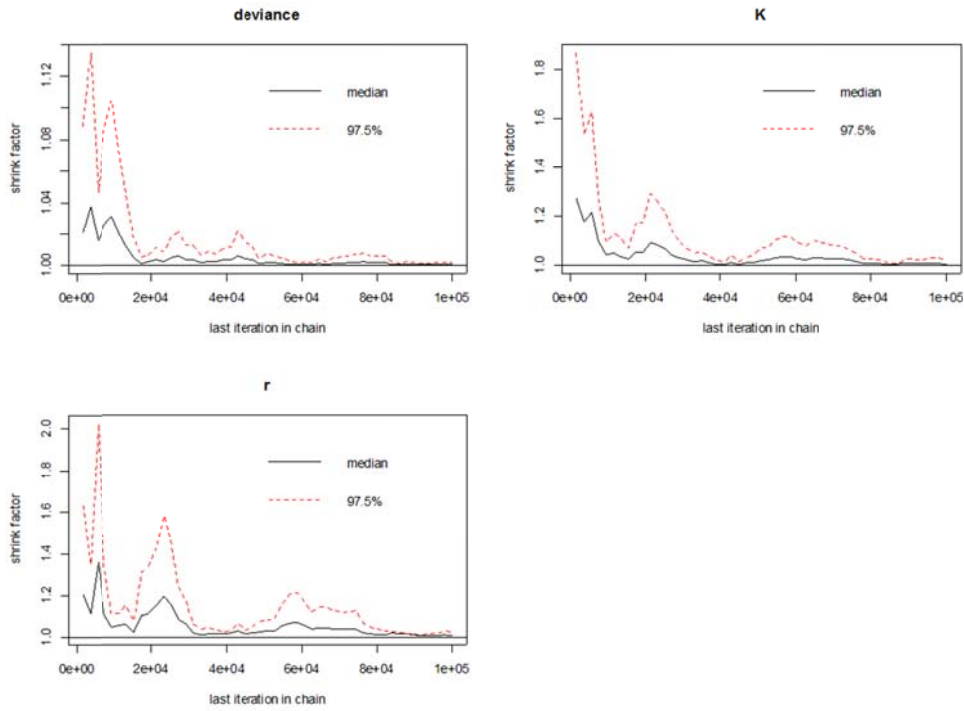 deviance
K
shrink factor
1.00 1.04 1.08 1.12
median
97.5%
0e+00 2e+04 4e+04 6e+04 8e+04 1e+05
last iteration in chain
shrink factor
1.0 1.2 1.4 1.6 1.8
median
97.5%
0e+00 2e+04 4e+04 6e+04 8e+04 1e+05
last iteration in chain
r
shrink factor
1.0 1.2 1.4 1.6 1.8 2.0
median
97.5%
0e+00 2e+04 4e+04 6e+04 8e+04 1e+05
last iteration in chain